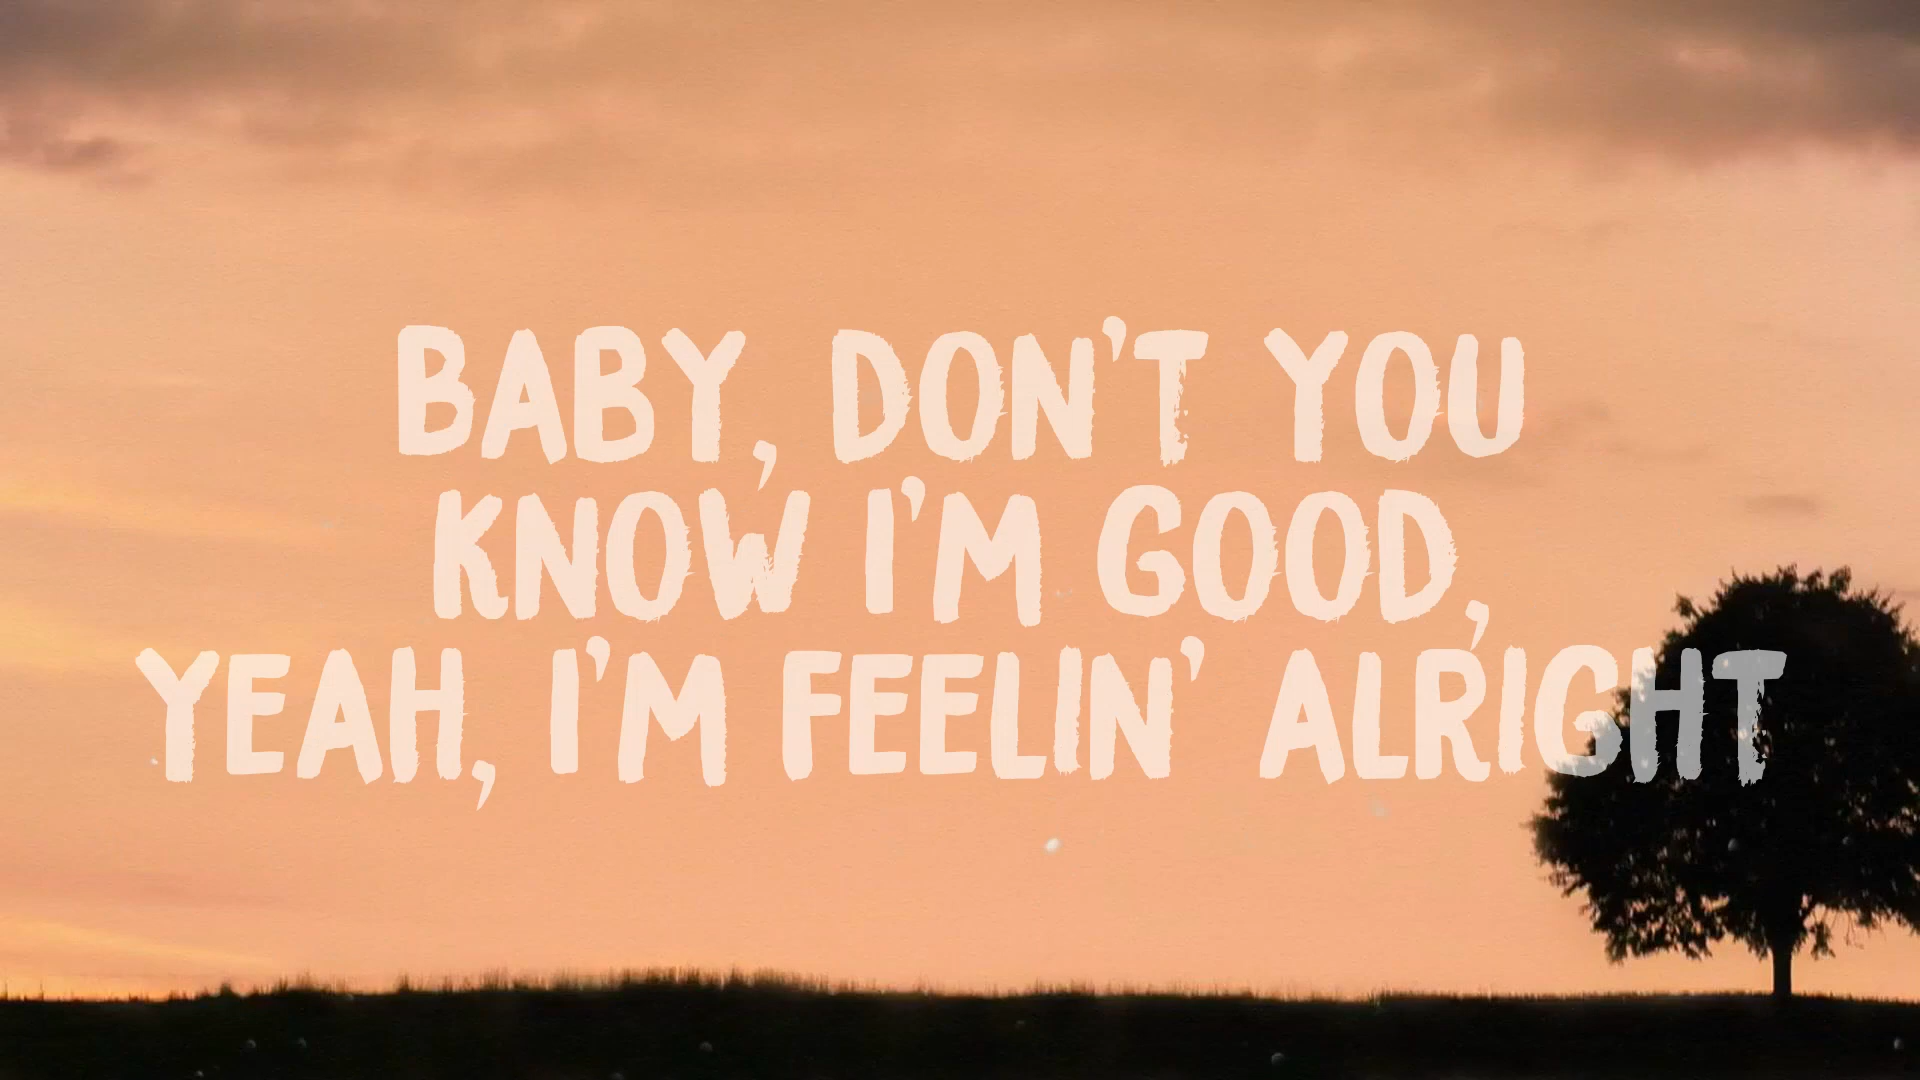 BABY, DON'T YOU
KNOW I'M GOOD,
YEAH, I'M FEELIN' ALRIGHT